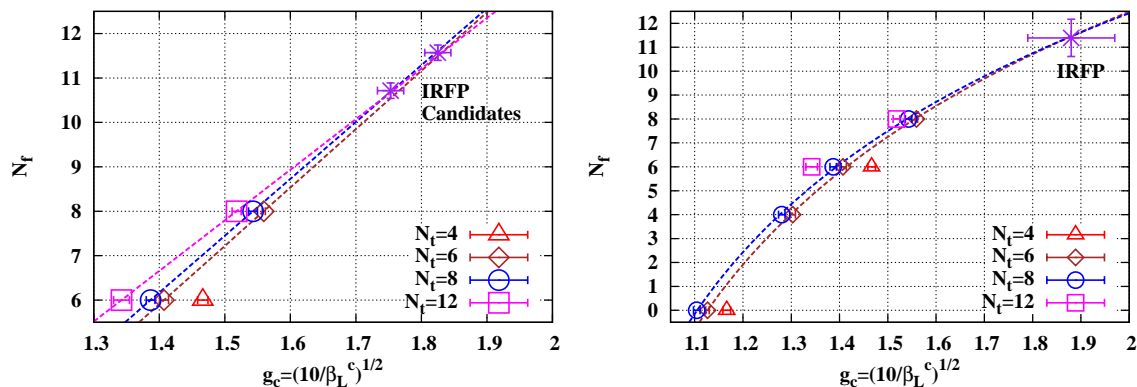 12
11
10
9
8
7
6
N_f
1.3 1.4 1.5 1.6 1.7 1.8 1.9 2
g_c=(10/β_L^c)^{1/2}
IRFP
Candidates
N_t=4
N_t=6
N_t=8
N_t=12
12
11
10
9
8
7
6
5
4
3
2
1
0
N_f
1.1 1.2 1.3 1.4 1.5 1.6 1.7 1.8 1.9 2
g_c=(10/β_L^c)^{1/2}
IRFP
N_t=4
N_t=6
N_t=8
N_t=12